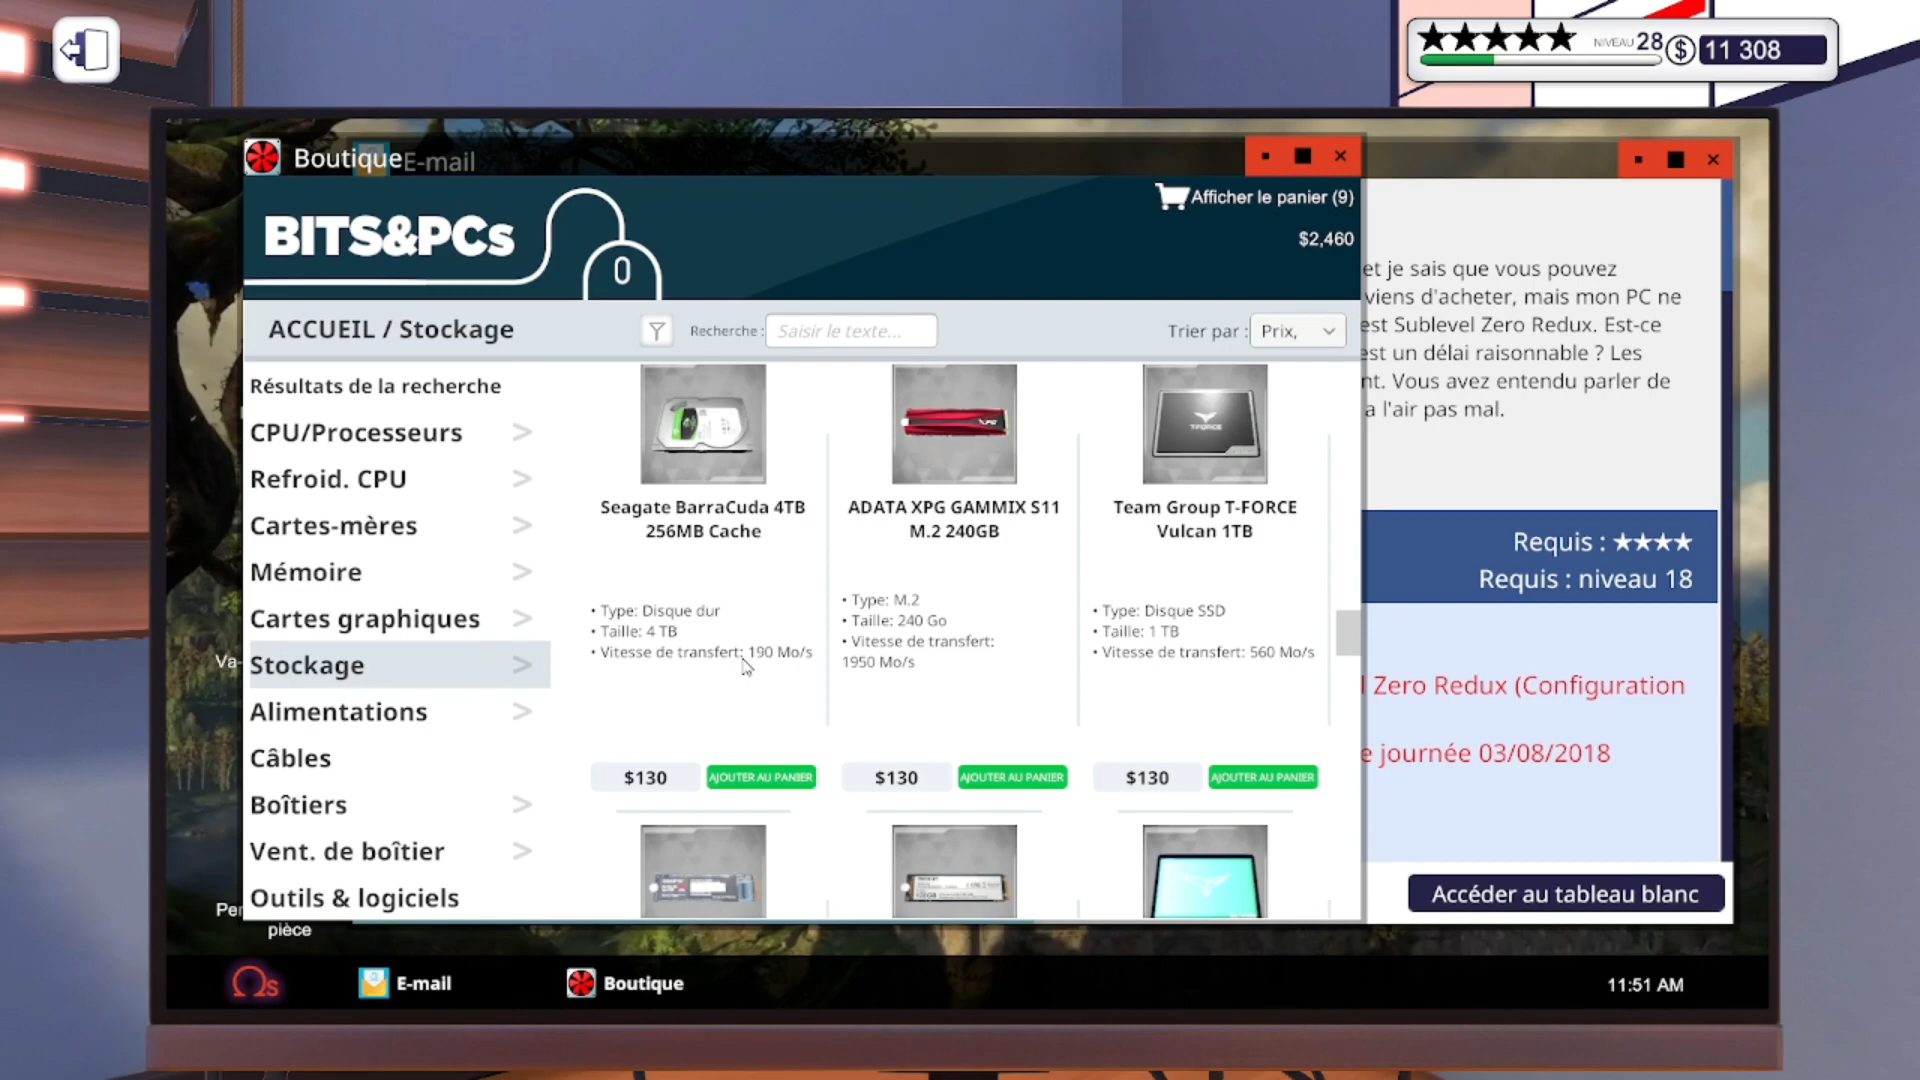 NIVEAU 28 $ 11 308
Boutique
E-mail
Afficher le panier (9)
BITS&PCs
$2,460
ACCUEIL / Stockage
Recherche :
Saisir le texte...
Trier par :
Prix,
Résultats de la recherche
CPU/Processeurs
Refroid. CPU
Cartes-mères
Mémoire
Cartes graphiques
Stockage
Alimentations
Câbles
Boîtiers
Vent. de boîtier
Outils & logiciels
Seagate BarraCuda 4TB
256MB Cache
• Type: Disque dur
• Taille: 4 TB
• Vitesse de transfert: 190 Mo/s
$130
AJOUTER AU PANIER
XPG
ADATA XPG GAMMIX S11
M.2 240GB
• Type: M.2
• Taille: 240 Go
• Vitesse de transfert:
1950 Mo/s
$130
AJOUTER AU PANIER
T-FORCE
Team Group T-FORCE
Vulcan 1TB
• Type: Disque SSD
• Taille: 1 TB
• Vitesse de transfert: 560 Mo/s
$130
AJOUTER AU PANIER
et je sais que vous pouvez
viens d'acheter, mais mon PC ne
est Sublevel Zero Redux. Est-ce
est un délai raisonnable ? Les
nt. Vous avez entendu parler de
a l'air pas mal.
Requis : ★★★★
Requis : niveau 18
l Zero Redux (Configuration
e journée 03/08/2018
Accéder au tableau blanc
Va-
Per
pièce
Ωs
E-mail
Boutique
11:51 AM